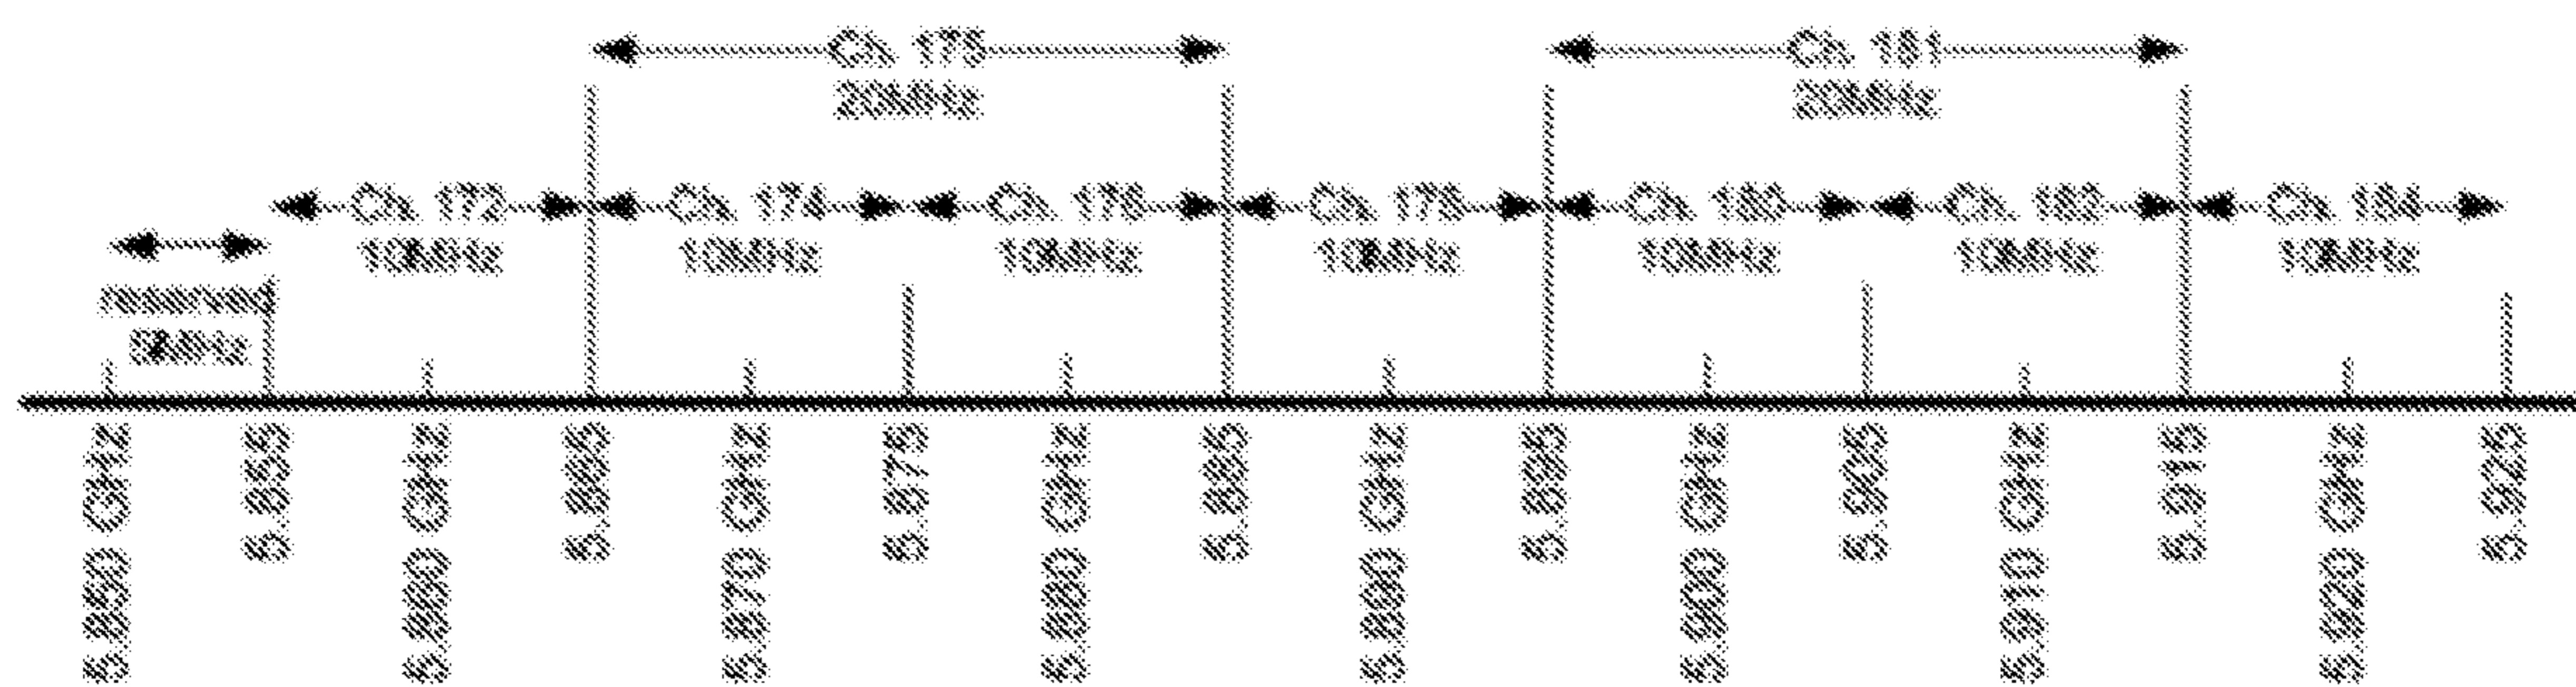 Ch. 175
20MHz
Ch. 181
20MHz
Ch. 172
10MHz
Ch. 174
10MHz
Ch. 176
10MHz
Ch. 178
10MHz
Ch. 180
10MHz
Ch. 182
10MHz
Ch. 184
10MHz
reserved
5MHz
5.850 GHz
5.855
5.860 GHz
5.865
5.870 GHz
5.875
5.880 GHz
5.885
5.890 GHz
5.895
5.900 GHz
5.905
5.910 GHz
5.915
5.920 GHz
5.925